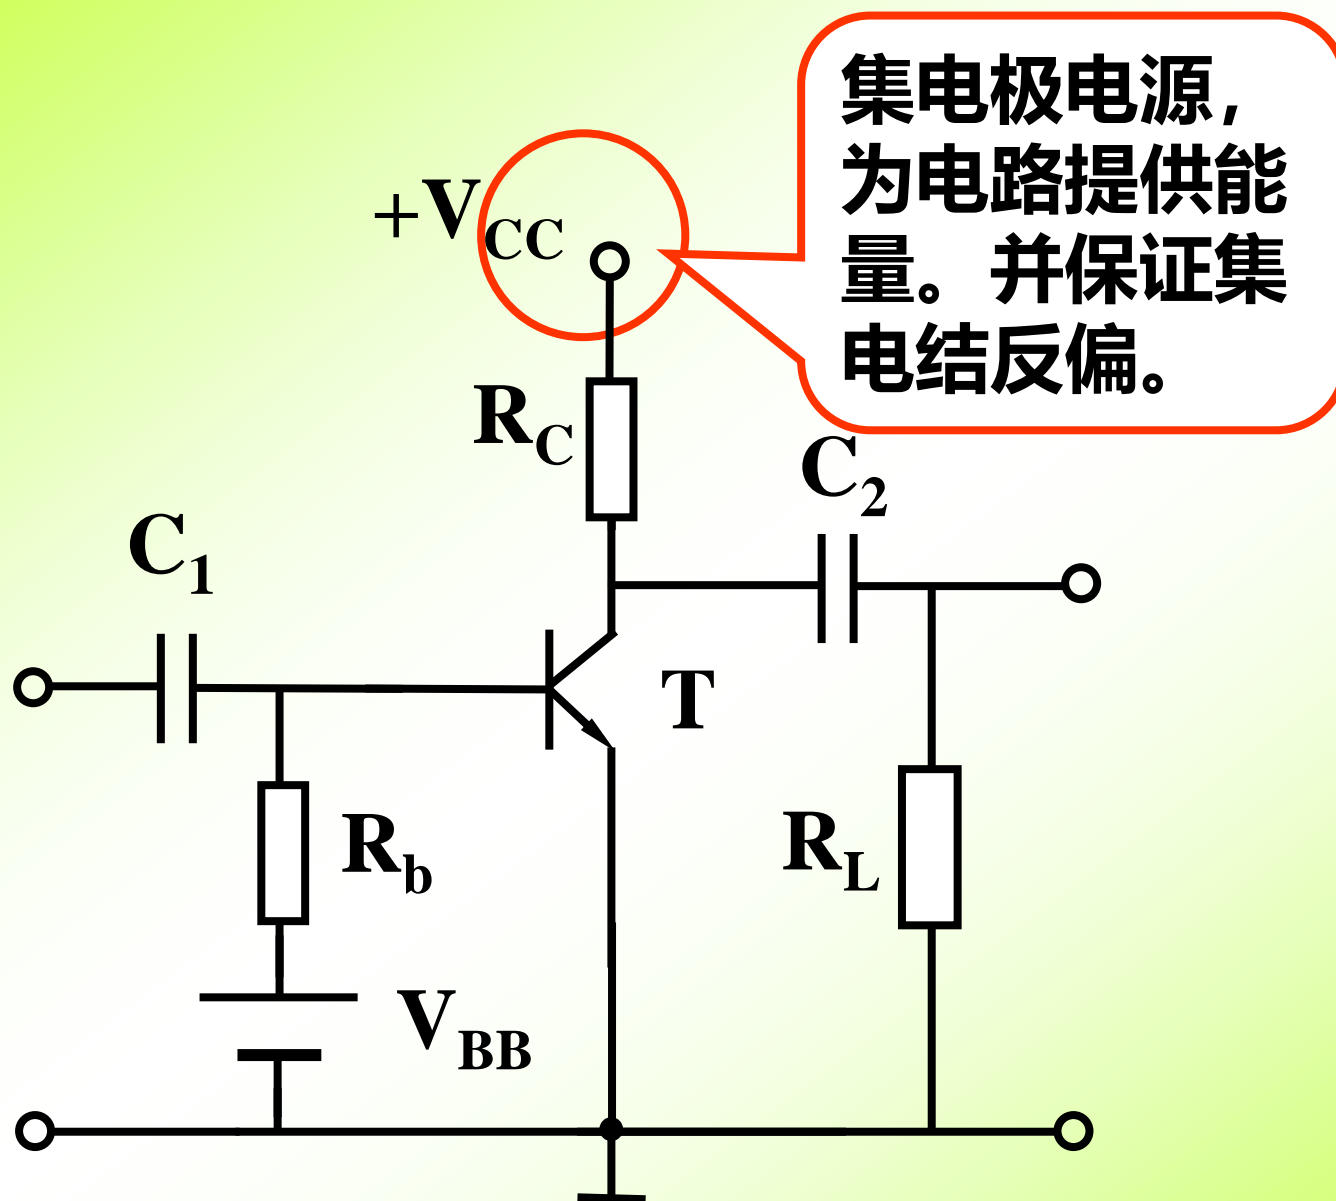 集电极电源，
为电路提供能
量。并保证集
电结反偏。
+VCC
RC
C2
C1
T
Rb
RL
VBB